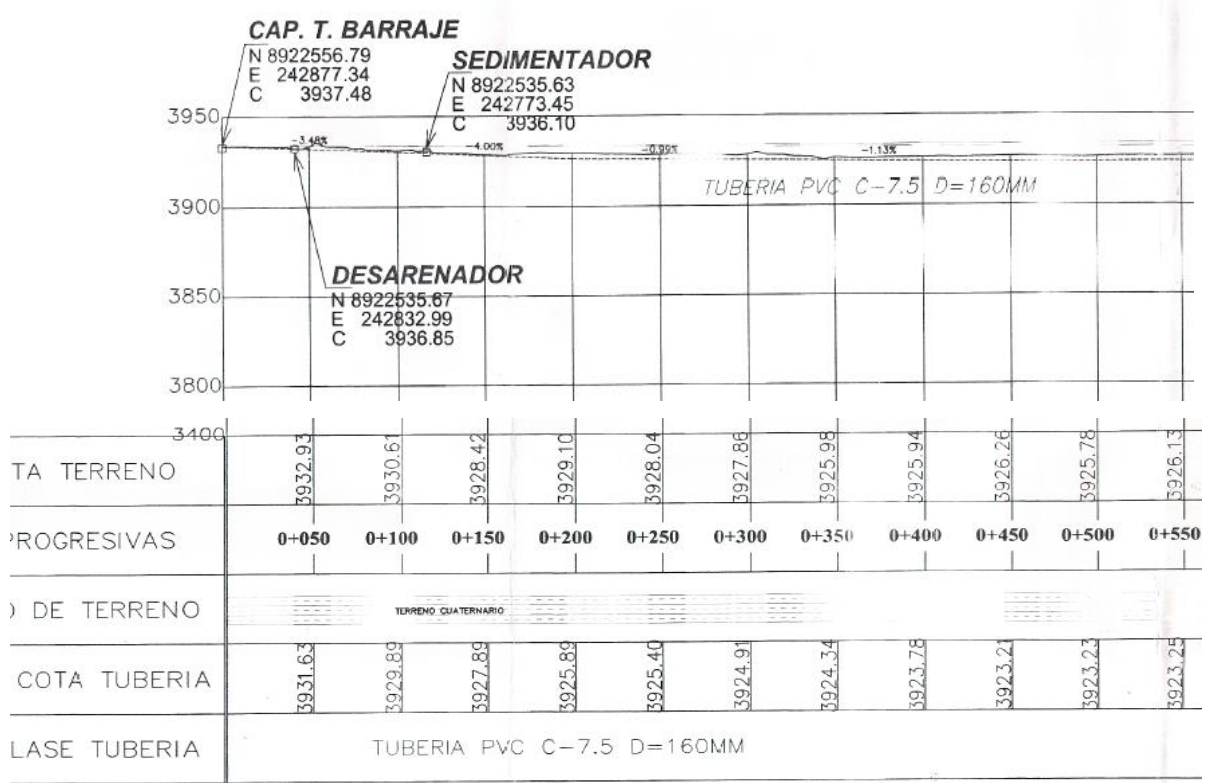 CAP. T. BARRAJE
N 8922556.79
E 242877.34
C 3937.48
SEDIMENTADOR
N 8922535.63
E 242773.45
C 3936.10
3950
-3.48%
-4.00%
-0.99%
-1.13%
TUBERIA PVC C-7.5 D=160MM
3900
DESARENADOR
N 8922535.67
E 242832.99
C 3936.85
3850
3800
3400
TA TERRENO 3932.93 3930.61 3928.42 3929.10 3928.04 3927.86 3925.98 3925.94 3926.26 3925.78 3926.13
PROGRESIVAS 0+050 0+100 0+150 0+200 0+250 0+300 0+350 0+400 0+450 0+500 0+550
O DE TERRENO TERRENO CUATERNARIO
COTA TUBERIA 3931.63 3929.89 3927.89 3925.89 3925.40 3924.91 3924.34 3923.78 3923.21 3923.23 3923.25
LASE TUBERIA TUBERIA PVC C-7.5 D=160MM